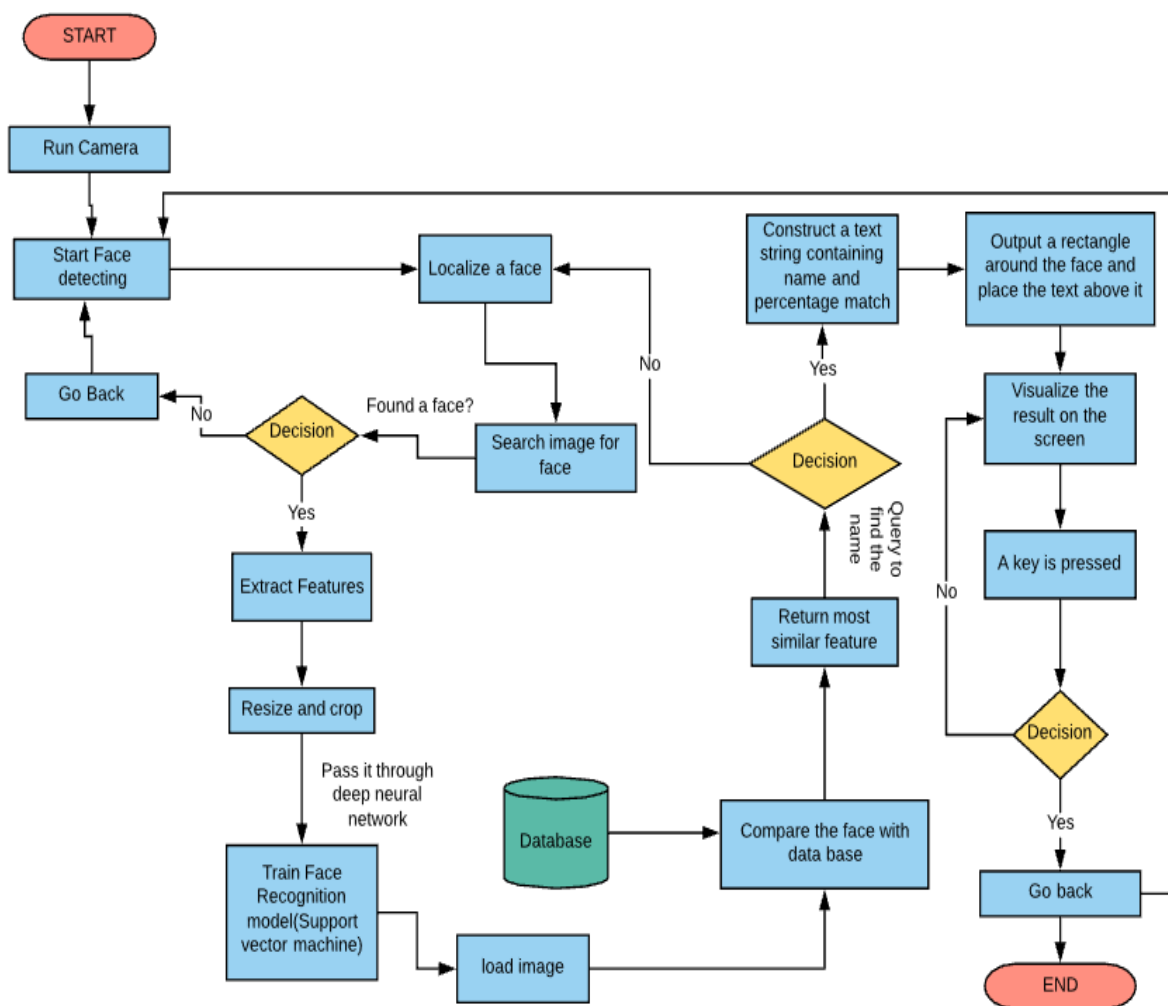 START
Run Camera
Start Face
detecting
Localize a face
Construct a text
string containing
name and
percentage match
Output a rectangle
around the face and
place the text above it
Go Back
No
Decision
Found a face?
Search image for
face
No
Yes
Decision
Visualize the
result on the
screen
Yes
Extract Features
Query to
find the
name
A key is pressed
No
Return most
similar feature
Resize and crop
Pass it through
deep neural
network
Decision
Database
Compare the face with
data base
Yes
Train Face
Recognition
model(Support
vector machine)
load image
Go back
END